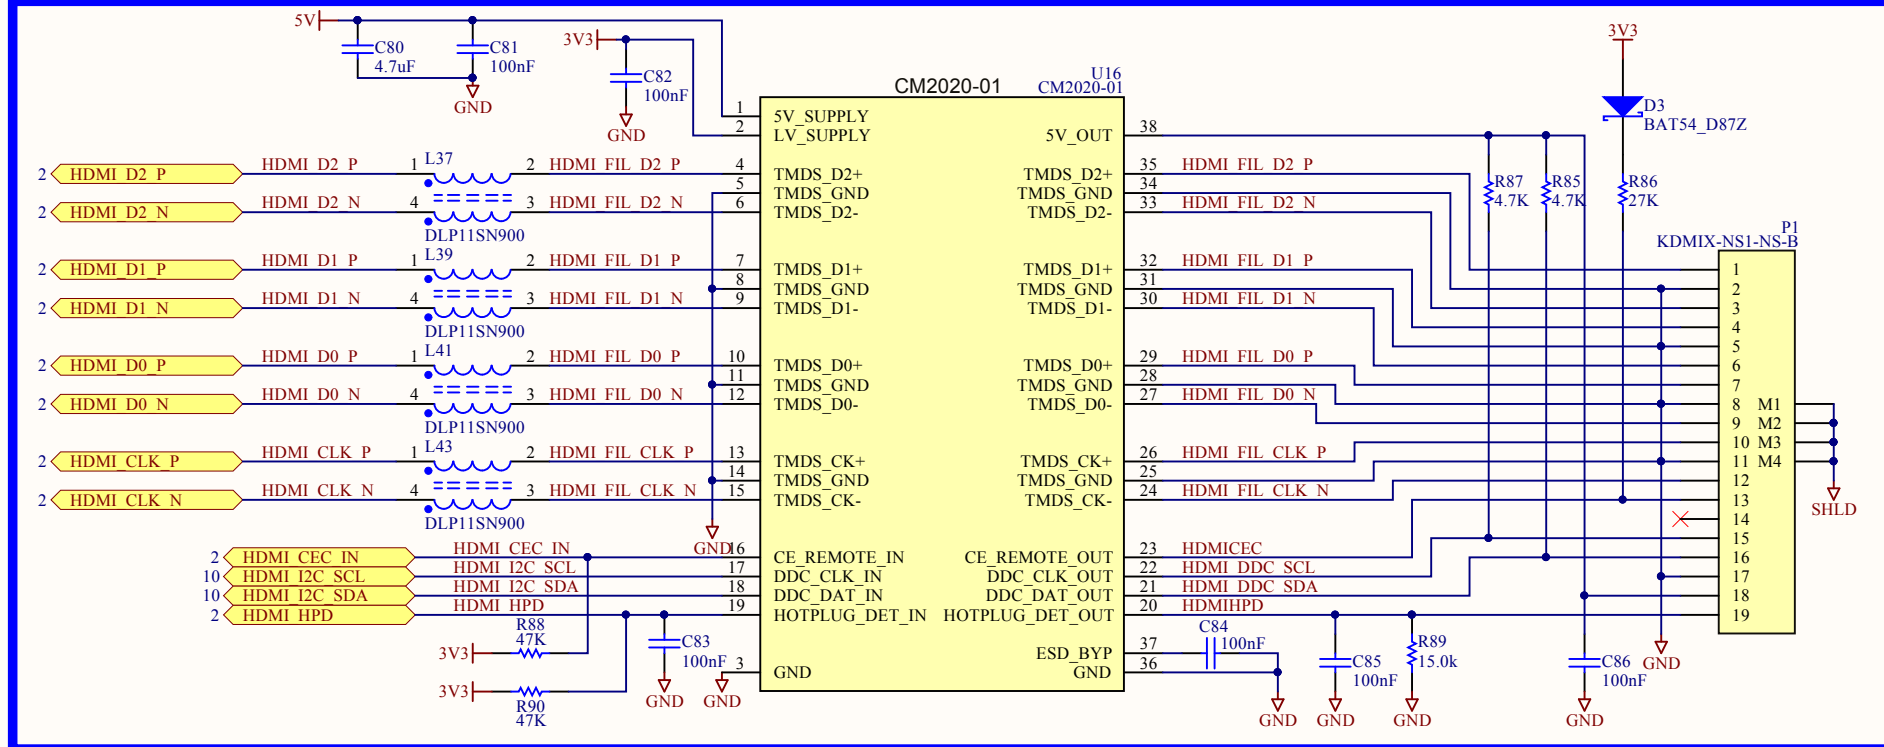 5V
C80
4.7uF
C81
100nF
GND
3V3
C82
100nF
GND
CM2020-01
U16
CM2020-01
3V3
D3
BAT54_D87Z
1 5V_SUPPLY
2 LV_SUPPLY
5V_OUT 38
2 HDMI_D2_P HDMI_D2_P 1 L37 2 HDMI_FIL_D2_P 4 TMDS_D2+
5 TMDS_GND
2 HDMI_D2_N HDMI_D2_N 4 3 HDMI_FIL_D2_N 6 TMDS_D2-
DLP11SN900
TMDS_D2+ 35 HDMI_FIL_D2_P
TMDS_GND 34
TMDS_D2- 33 HDMI_FIL_D2_N
R87
4.7K
R85
4.7K
R86
27K
2 HDMI_D1_P HDMI_D1_P 1 L39 2 HDMI_FIL_D1_P 7 TMDS_D1+
8 TMDS_GND
2 HDMI_D1_N HDMI_D1_N 4 3 HDMI_FIL_D1_N 9 TMDS_D1-
DLP11SN900
TMDS_D1+ 32 HDMI_FIL_D1_P
TMDS_GND 31
TMDS_D1- 30 HDMI_FIL_D1_N
2 HDMI_D0_P HDMI_D0_P 1 L41 2 HDMI_FIL_D0_P 10 TMDS_D0+
11 TMDS_GND
2 HDMI_D0_N HDMI_D0_N 4 3 HDMI_FIL_D0_N 12 TMDS_D0-
DLP11SN900
TMDS_D0+ 29 HDMI_FIL_D0_P
TMDS_GND 28
TMDS_D0- 27 HDMI_FIL_D0_N
2 HDMI_CLK_P HDMI_CLK_P 1 L43 2 HDMI_FIL_CLK_P 13 TMDS_CK+
14 TMDS_GND
2 HDMI_CLK_N HDMI_CLK_N 4 3 HDMI_FIL_CLK_N 15 TMDS_CK-
DLP11SN900
GND
TMDS_CK+ 26 HDMI_FIL_CLK_P
TMDS_GND 25
TMDS_CK- 24 HDMI_FIL_CLK_N
2 HDMI_CEC_IN HDMI_CEC_IN 16 CE_REMOTE_IN
10 HDMI_I2C_SCL HDMI_I2C_SCL 17 DDC_CLK_IN
10 HDMI_I2C_SDA HDMI_I2C_SDA 18 DDC_DAT_IN
2 HDMI_HPD HDMI_HPD 19 HOTPLUG_DET_IN
CE_REMOTE_OUT 23 HDMICEC
DDC_CLK_OUT 22 HDMI_DDC_SCL
DDC_DAT_OUT 21 HDMI_DDC_SDA
HOTPLUG_DET_OUT 20 HDMIHPD
R88
47K
3V3
3V3
R90
47K
C83
100nF
GND
3 GND
GND
ESD_BYP 37
GND 36
C84
100nF
GND
C85
100nF
GND
R89
15.0k
GND
C86
100nF
GND
GND
P1
KDMIX-NS1-NS-B
1
2
3
4
5
6
7
8 M1
9 M2
10 M3
11 M4
12
13
14
15
16
17
18
19
SHLD